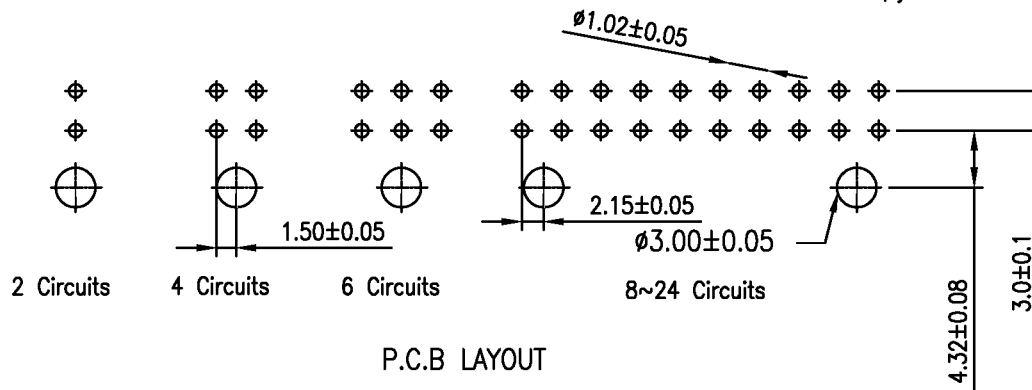 ø1.02±0.05
2.15±0.05
1.50±0.05
ø3.00±0.05
2 Circuits
4 Circuits
6 Circuits
8~24 Circuits
4.32±0.08
3.0±0.1
P.C.B LAYOUT